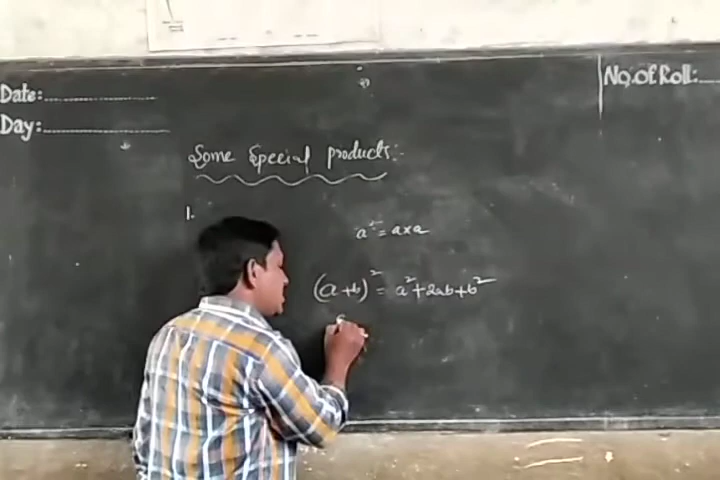 Date:................
No. of Roll:....
Day:................
Some Special products:-
1.
a² = a×a
(a+b)² = a²+2ab+b²